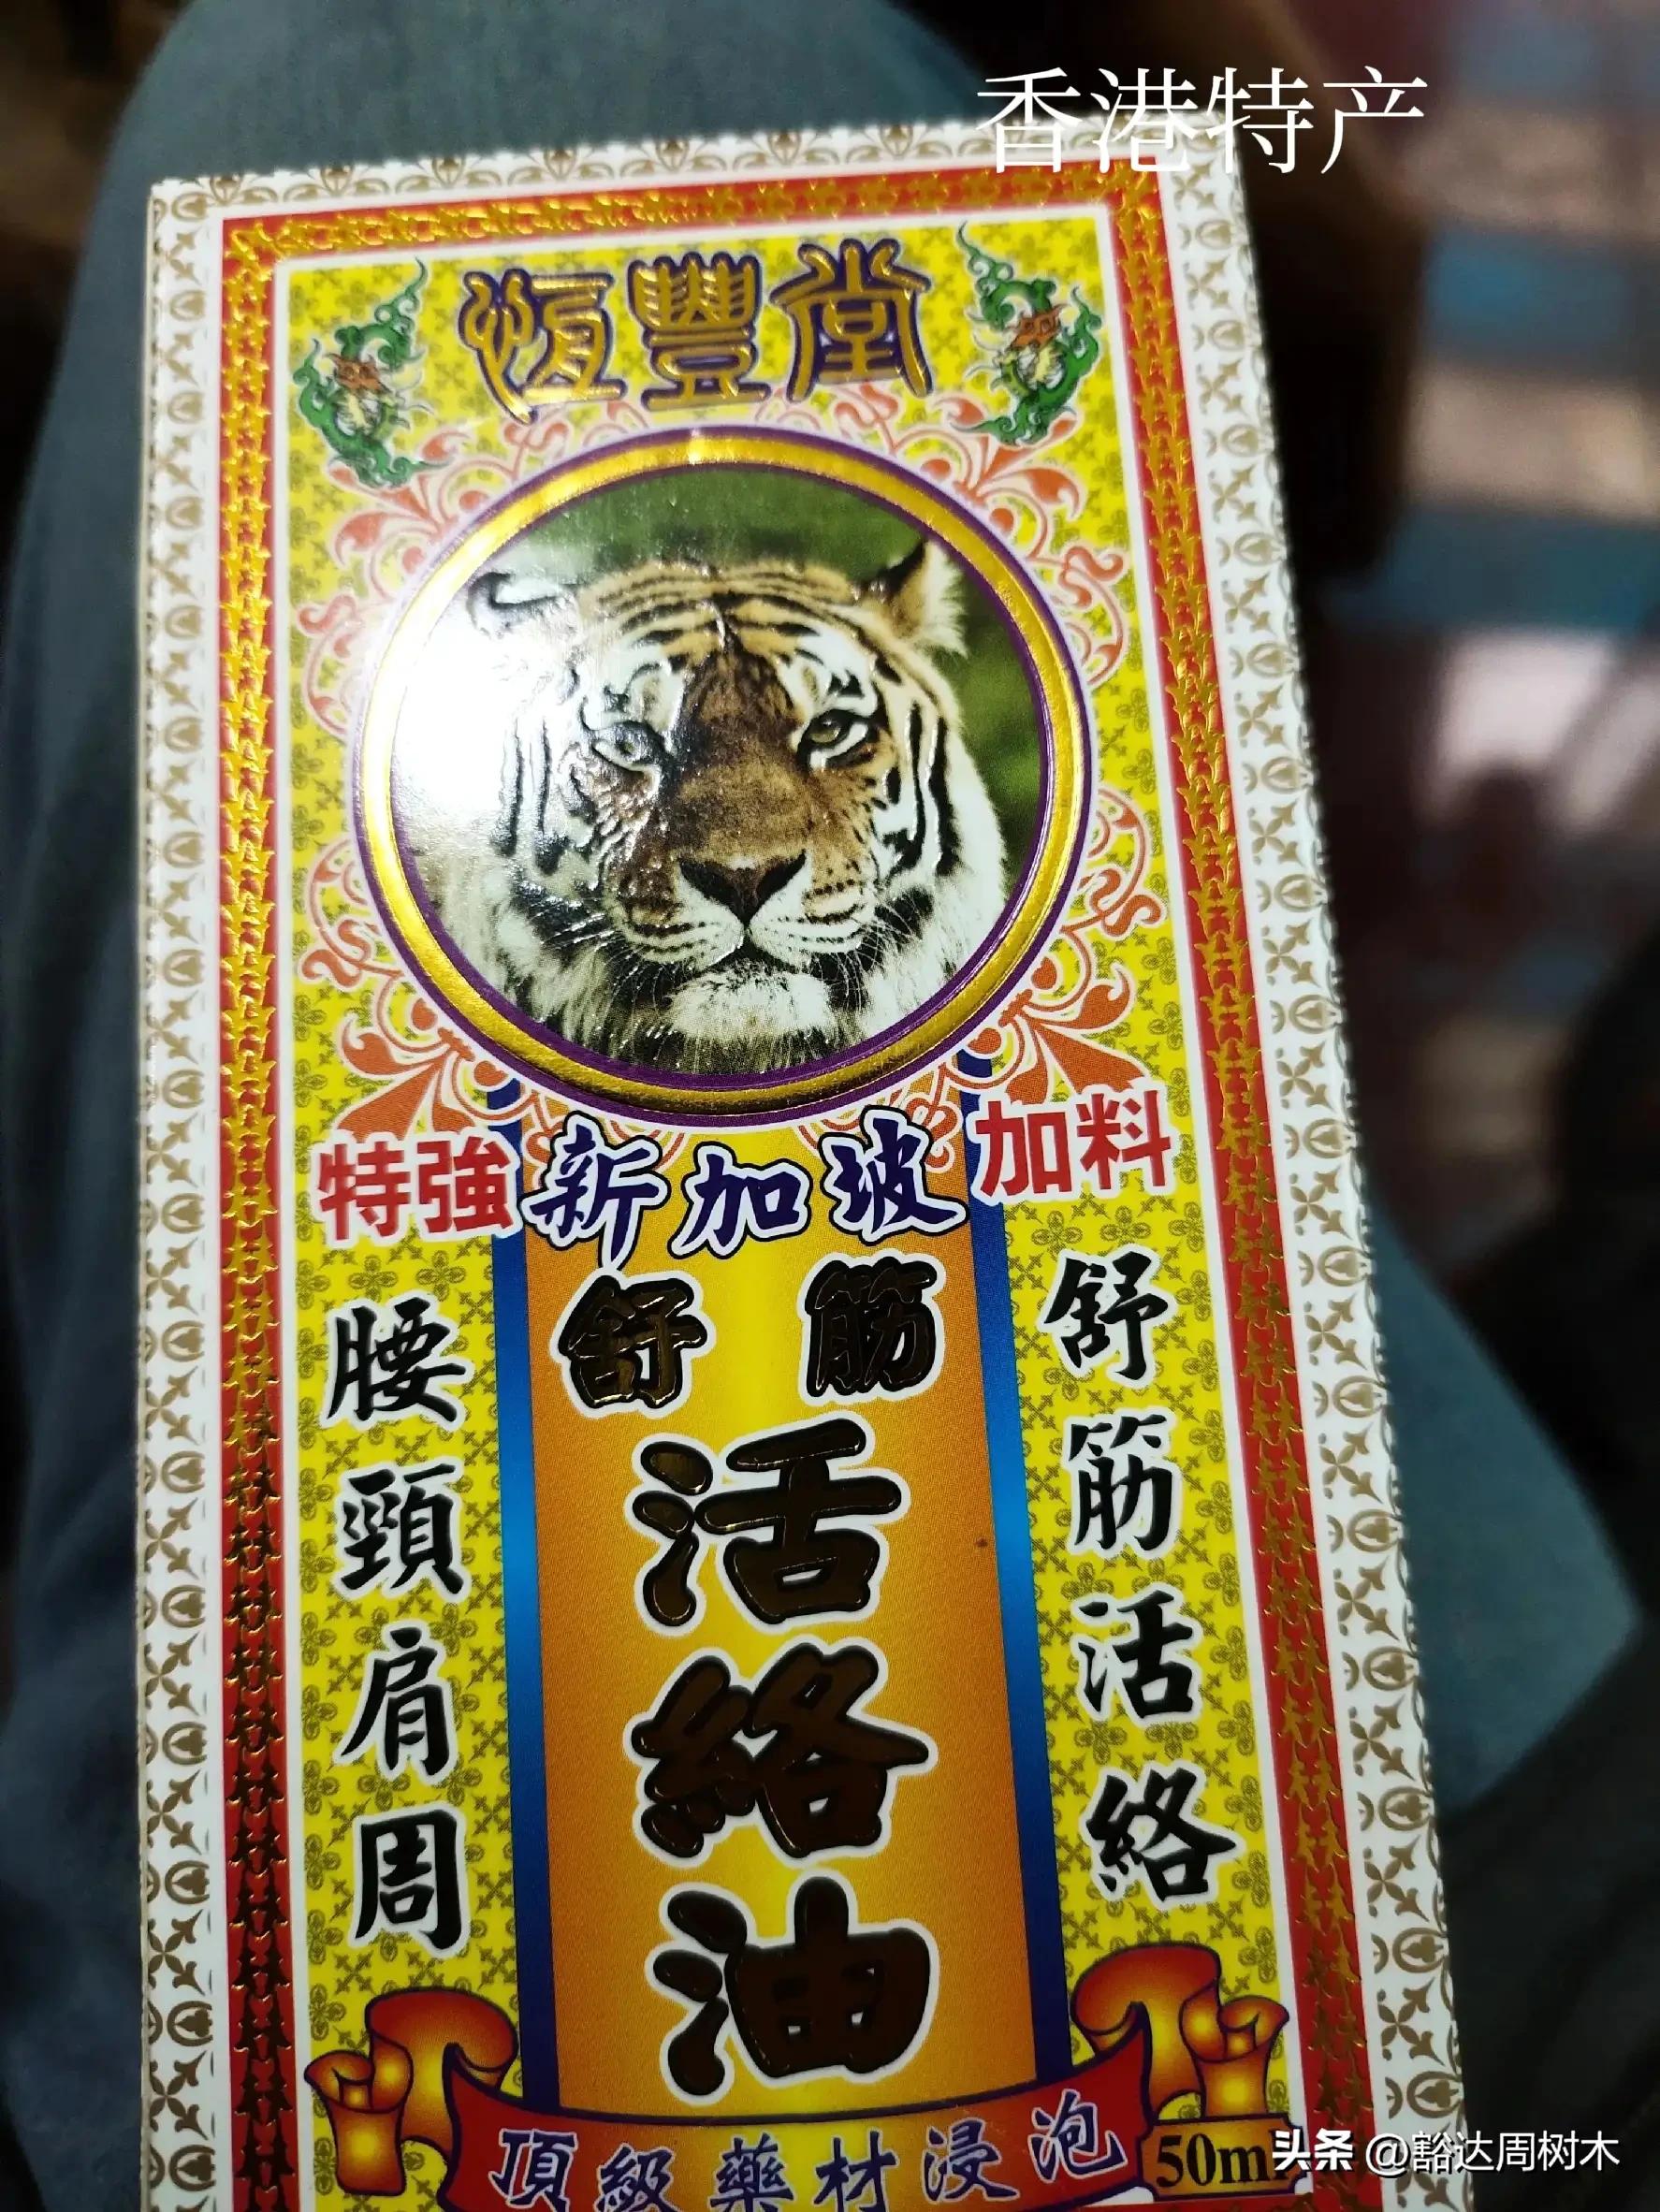 香港特产
恆豐堂
特強新加坡加料
舒筋
活絡油
腰頸肩周
舒筋活絡
頂級藥材浸泡
50ml
头条 @豁达周树木